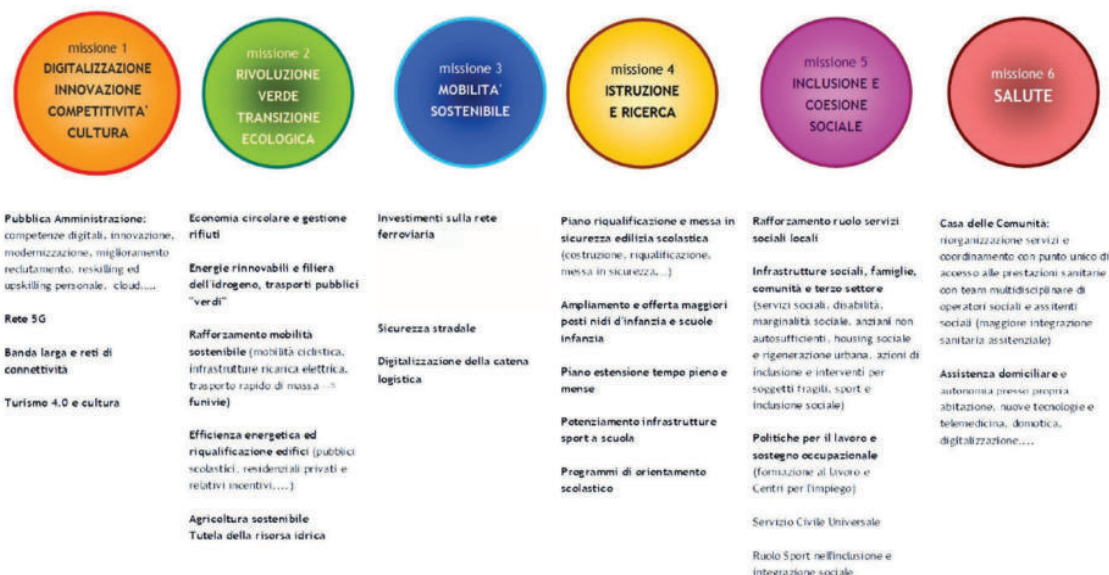 missione 1
DIGITALIZZAZIONE
INNOVAZIONE
COMPETITIVITA'
CULTURA
missione 2
RIVOLUZIONE
VERDE
TRANSIZIONE
ECOLOGICA
missione 3
MOBILITA'
SOSTENIBILE
missione 4
ISTRUZIONE
E RICERCA
missione 5
INCLUSIONE E
COESIONE
SOCIALE
missione 6
SALUTE
Pubblica Amministrazione:
competenze digitali, innovazione,
modernizzazione, miglioramento
reclutamento, reskilling ed
upskilling personale, cloud.....
Rete 5G
Banda larga e reti di
connettività
Turismo 4.0 e cultura
Economia circolare e gestione
rifiuti
Energie rinnovabili e filiera
dell'idrogeno, trasporti pubblici
"verdi"
Rafforzamento mobilità
sostenibile (mobilità ciclistica,
infrastrutture ricarica elettrica,
trasporto rapido di massa -->
funivie)
Efficienza energetica ed
riqualificazione edifici (pubblici
scolastici, residenziali privati e
relativi incentivi,....)
Agricoltura sostenibile
Tutela della risorsa idrica
Investimenti sulla rete
ferroviaria
Sicurezza stradale
Digitalizzazione della catena
logistica
Piano riqualificazione e messa in
sicurezza edilizia scolastica
(costruzione, riqualificazione,
messa in sicurezza,...)
Ampliamento e offerta maggiori
posti nidi d'infanzia e scuole
infanzia
Piano estensione tempo pieno e
mense
Potenziamento infrastrutture
sport a scuola
Programmi di orientamento
scolastico
Rafforzamento ruolo servizi
sociali locali
Infrastrutture sociali, famiglie,
comunità e terzo settore
(servizi sociali, disabilità,
marginalità sociale, anziani non
autosufficienti, housing sociale
e rigenerazione urbana, azioni di
inclusione e interventi per
soggetti fragili, sport e
inclusione sociale)
Politiche per il lavoro e
sostegno occupazionale
(formazione al lavoro e
Centri per l'impiego)
Servizio Civile Universale
Ruolo Sport nell'inclusione e
integrazione sociale
Casa delle Comunità:
riorganizzazione servizi e
coordinamento con punto unico di
accesso alle prestazioni sanitarie
con team multidisciplinare di
operatori sociali e assitenti
sociali (maggiore integrazione
sanitaria assitenziale)
Assistenza domiciliare e
autonomia presso propria
abitazione, nuove tecnologie e
telemedicina, domotica,
digitalizzazione....